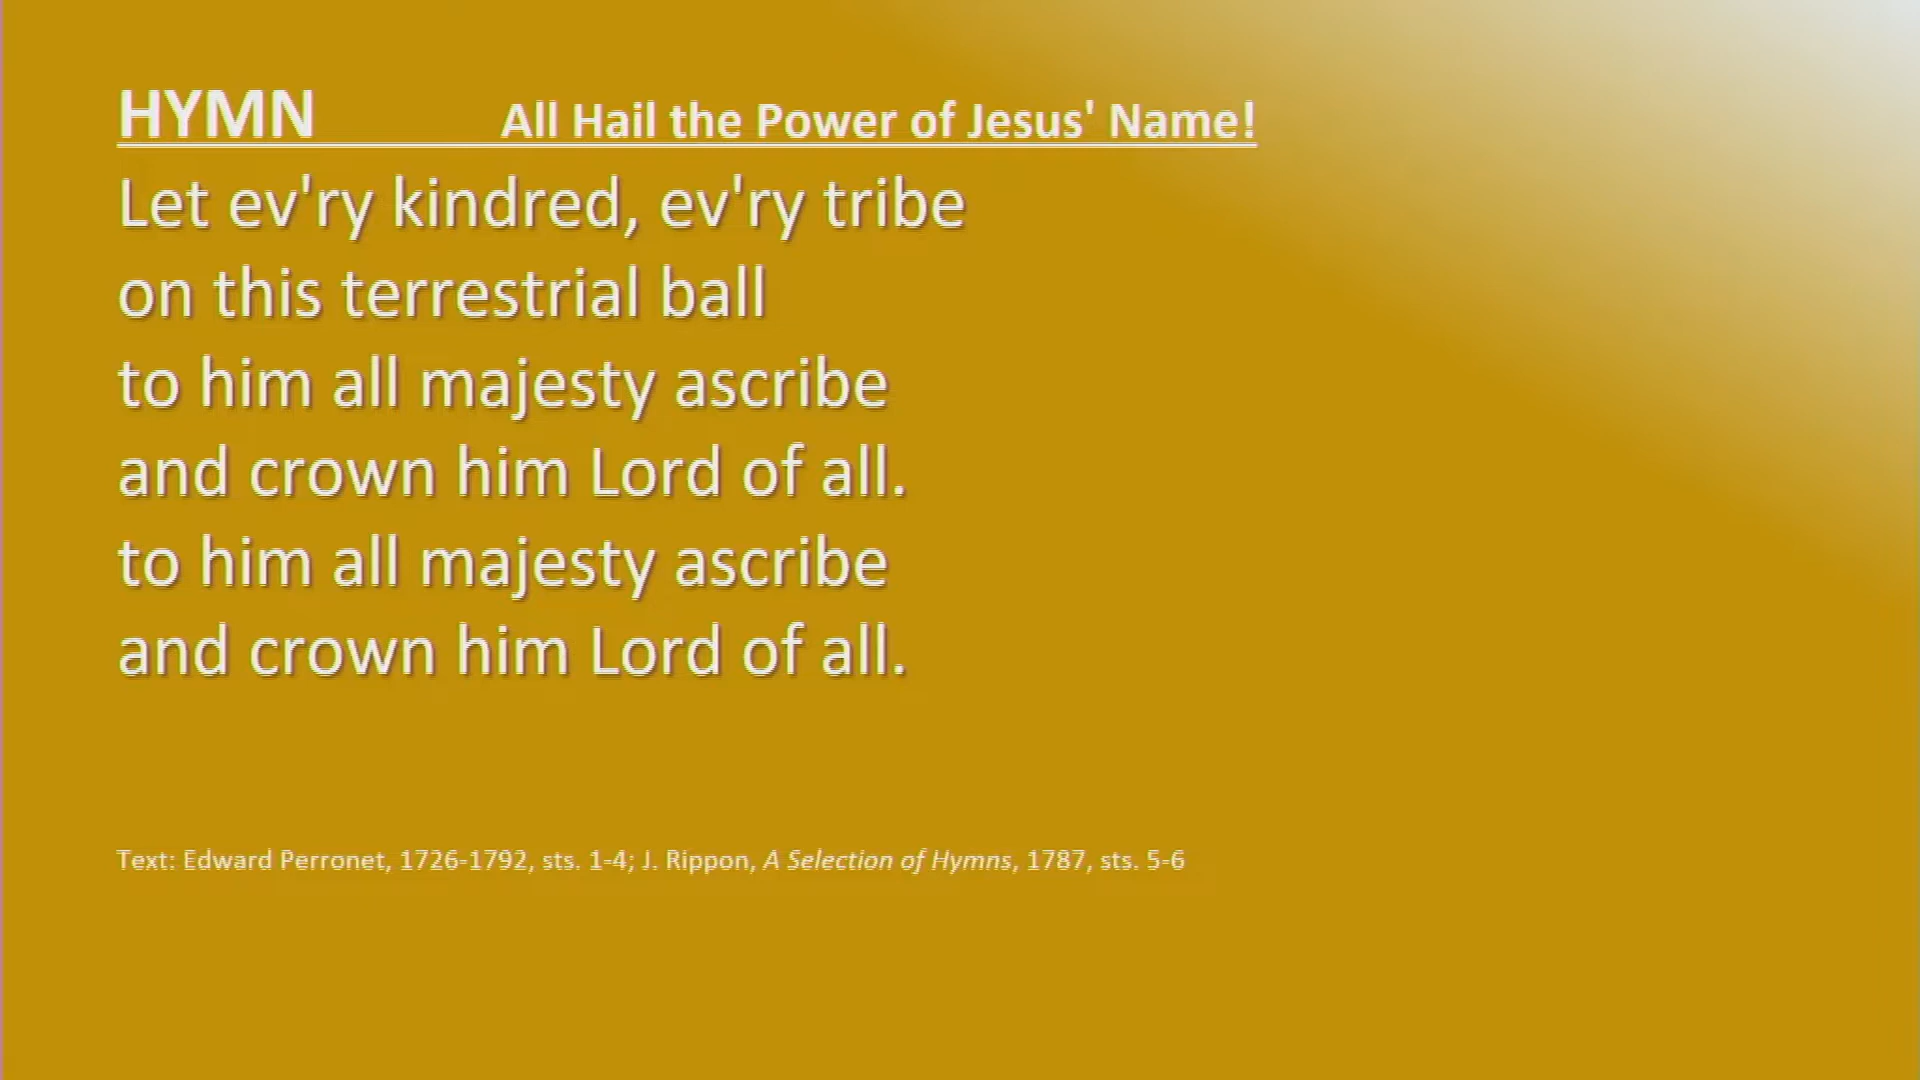 HYMN All Hail the Power of Jesus' Name!
Let ev'ry kindred, ev'ry tribe
on this terrestrial ball
to him all majesty ascribe
and crown him Lord of all.
to him all majesty ascribe
and crown him Lord of all.
Text: Edward Perronet, 1726-1792, sts. 1-4; J. Rippon, A Selection of Hymns, 1787, sts. 5-6